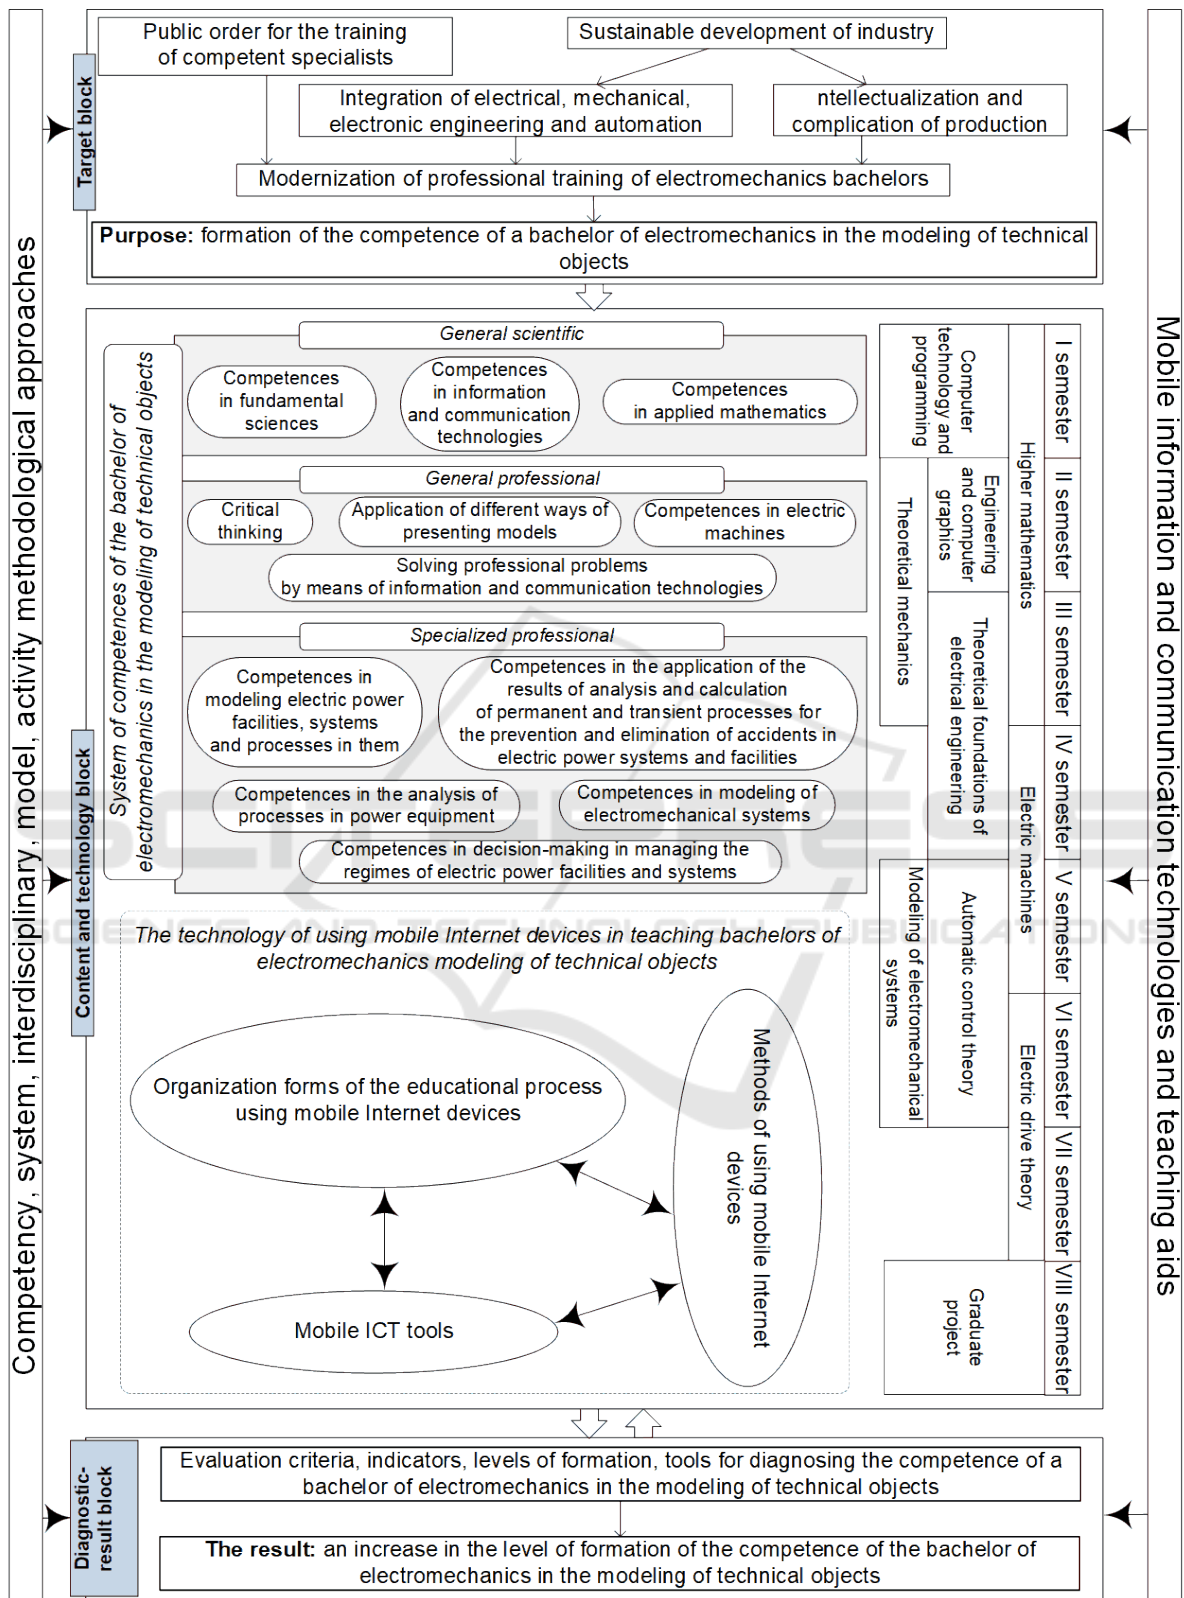 Public order for the training
of competent specialists
Sustainable development of industry
Integration of electrical, mechanical,
electronic engineering and automation
ntellectualization and
complication of production
Modernization of professional training of electromechanics bachelors
Purpose: formation of the competence of a bachelor of electromechanics in the modeling of technical
objects
Target block
Competency, system, interdisciplinary, model, activity methodological approaches
Mobile information and communication technologies and teaching aids
Content and technology block
System of competences of the bachelor of
electromechanics in the modeling of technical objects
General scientific
Competences
in fundamental
sciences
Competences
in information
and communication
technologies
Competences
in applied mathematics
General professional
Critical
thinking
Application of different ways of
presenting models
Competences in electric
machines
Solving professional problems
by means of information and communication technologies
Specialized professional
Competences in
modeling electric power
facilities, systems
and processes in them
Competences in the application of the
results of analysis and calculation
of permanent and transient processes for
the prevention and elimination of accidents in
electric power systems and facilities
Competences in the analysis of
processes in power equipment
Competences in modeling of
electromechanical systems
Competences in decision-making in managing the
regimes of electric power facilities and systems
I semester
II semester
III semester
IV semester
V semester
VI semester
VII semester
VIII semester
Higher mathematics
Electric machines
Electric drive theory
Computer
technology and
programming
Engineering
and computer
graphics
Theoretical mechanics
Theoretical foundations of
electrical engineering
Automatic control theory
Modeling of electromechanical
systems
Graduate
project
The technology of using mobile Internet devices in teaching bachelors of
electromechanics modeling of technical objects
Organization forms of the educational process
using mobile Internet devices
Methods of using mobile Internet
devices
Mobile ICT tools
SCITEPRESS
SCIENCE AND TECHNOLOGY PUBLICATIONS
Diagnostic-
result block
Evaluation criteria, indicators, levels of formation, tools for diagnosing the competence of a
bachelor of electromechanics in the modeling of technical objects
The result: an increase in the level of formation of the competence of the bachelor of
electromechanics in the modeling of technical objects